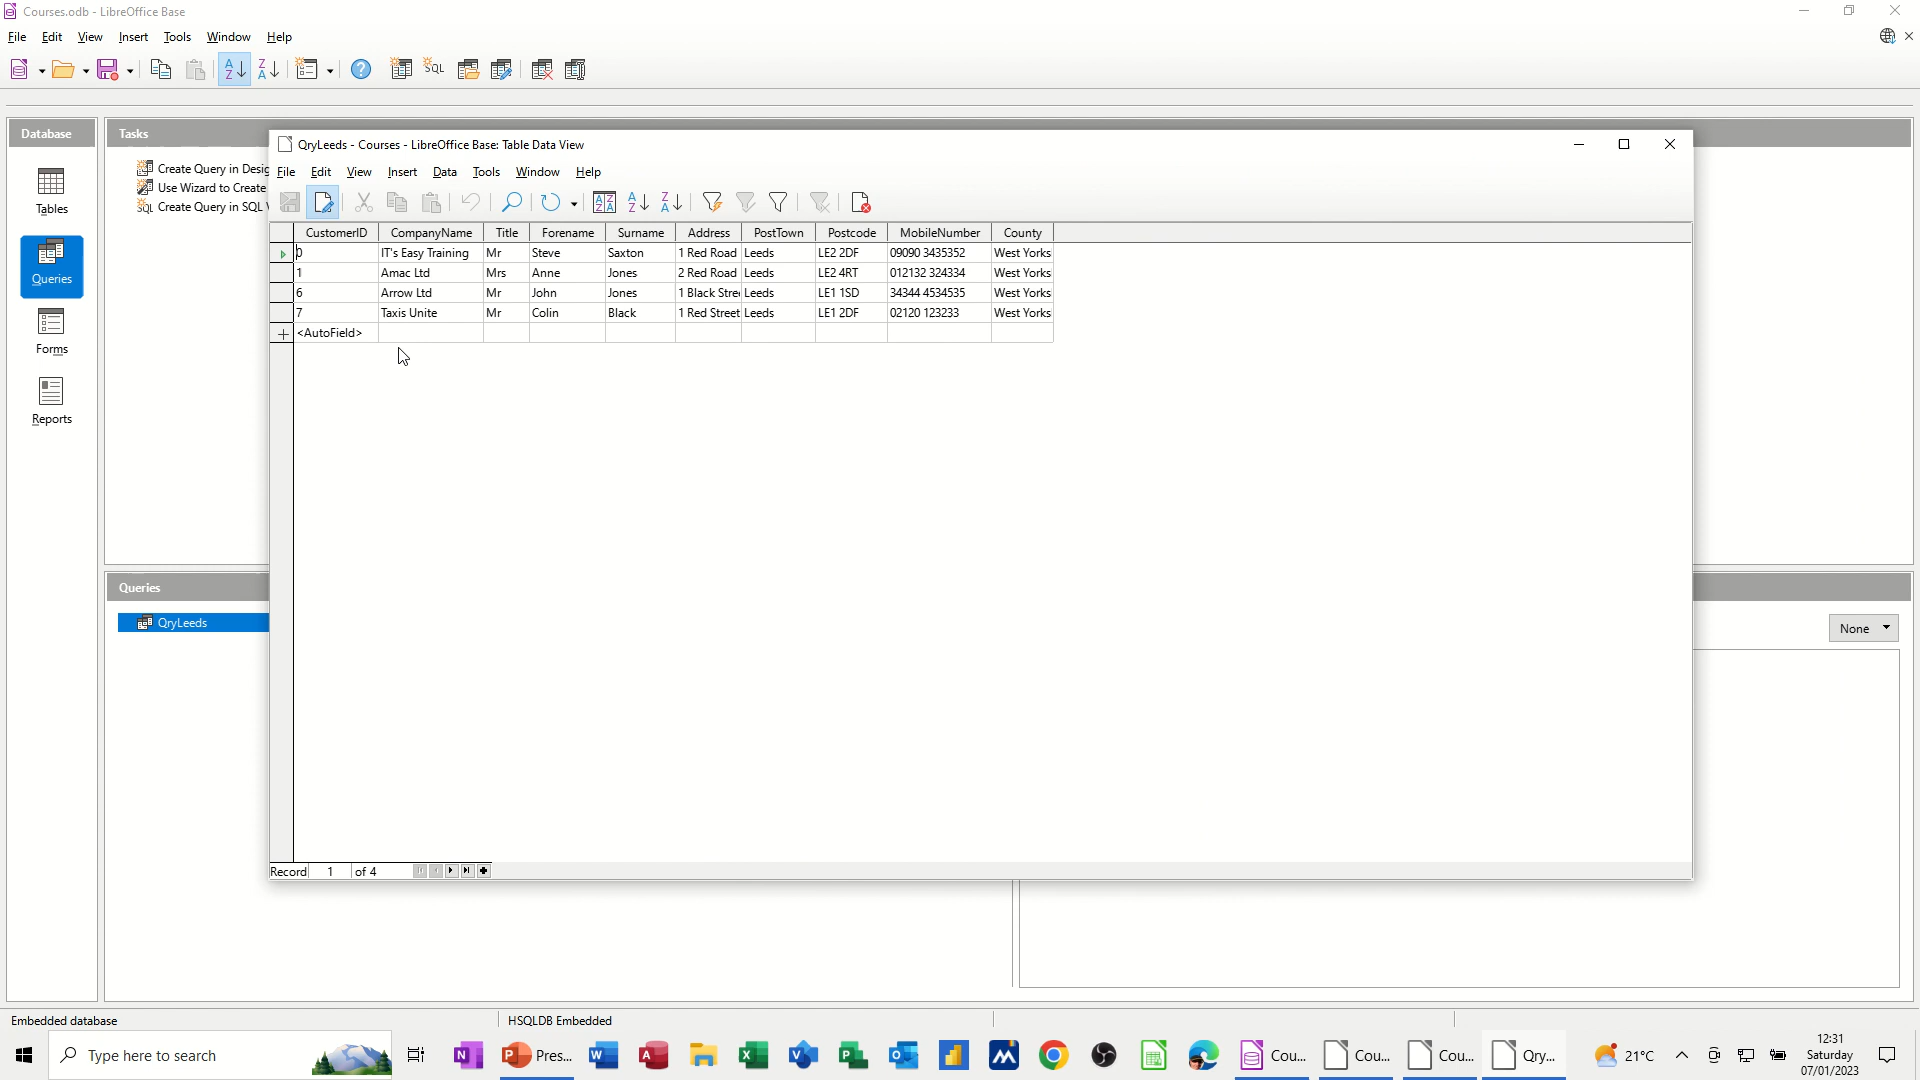 Courses.odb - LibreOffice Base
File Edit View Insert Tools Window Help
Database
Tasks
Create Query in Desig
Use Wizard to Create
Create Query in SQL
Tables
Queries
Forms
Reports
QryLeeds - Courses - LibreOffice Base: Table Data View
File Edit View Insert Data Tools Window Help
CustomerID CompanyName Title Forename Surname Address PostTown Postcode MobileNumber County
0 IT's Easy Training Mr Steve Saxton 1 Red Road Leeds LE2 2DF 09090 3435352 West Yorks
1 Amac Ltd Mrs Anne Jones 2 Red Road Leeds LE2 4RT 012132 324334 West Yorks
6 Arrow Ltd Mr John Jones 1 Black Stree Leeds LE1 1SD 34344 4534535 West Yorks
7 Taxis Unite Mr Colin Black 1 Red Street Leeds LE1 2DF 02120 123233 West Yorks
<AutoField>
Record 1 of 4
Queries
QryLeeds
None
Embedded database HSQLDB Embedded
Type here to search
Pres... Cou... Cou... Cou... Qry...
21°C
12:31
Saturday
07/01/2023